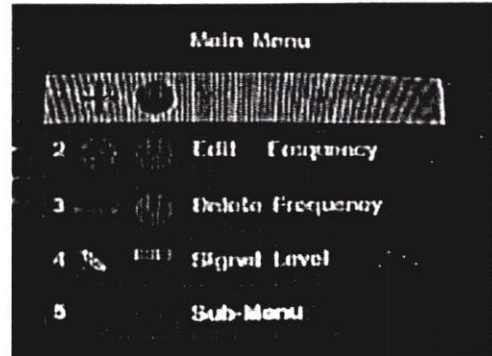 Main Menu
2 Edit Frequency
3 Delete Frequency
4 Signal Level
5 Sub-Menu